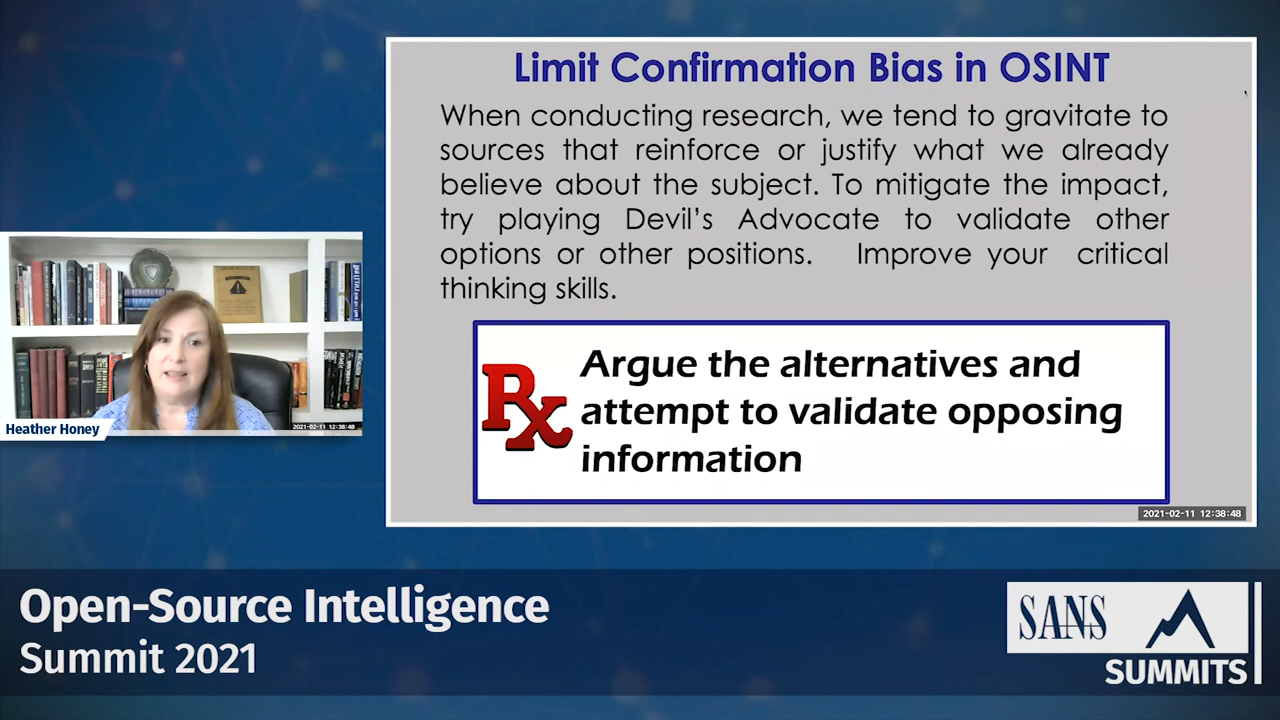 Limit Confirmation Bias in OSINT
When conducting research, we tend to gravitate to
sources that reinforce or justify what we already
believe about the subject. To mitigate the impact,
try playing Devil's Advocate to validate other
options or other positions. Improve your critical
thinking skills.
Rx
Argue the alternatives and
attempt to validate opposing
information
2021-02-11 12:38:48
Heather Honey
2021-02-11 12:38:48
Open-Source Intelligence
Summit 2021
SANS
SUMMITS